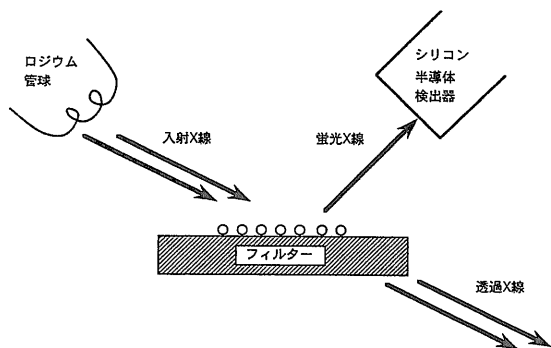 ロジウム
管球
シリコン
半導体
検出器
入射X線
蛍光X線
フィルター
透過X線